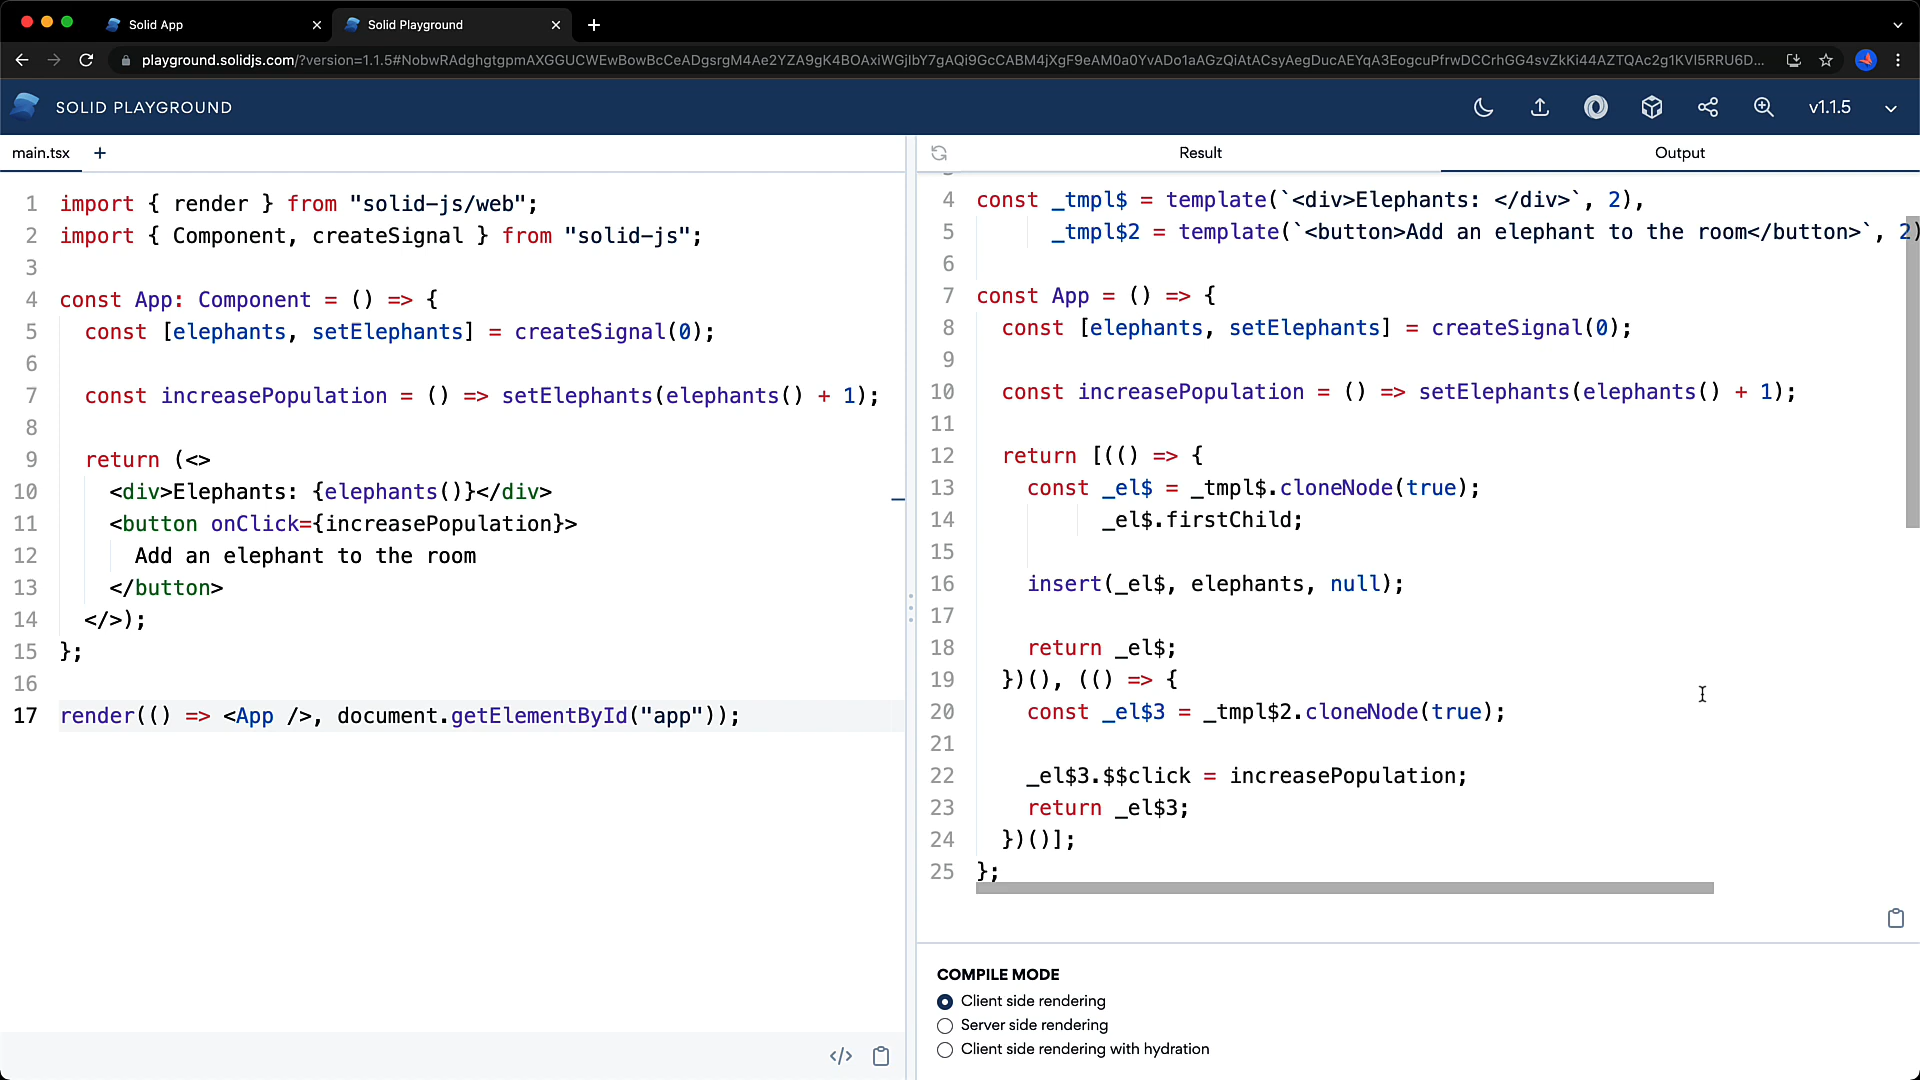 Solid App
Solid Playground
playground.solidjs.com/?version=1.1.5#NobwRAdghgtgpmAXGGUCWEwBowBcCeADgsrgM4Ae2YZA9gK4BOAxiWGjIbY7gAQi9GcCABM4jXgF9eAM0a0YvADo1aAGzQiAtACsyAegDucAEYqA3EogcuPfrwDCCrhGG4svZkKi44AZTQAc2g1KVl5RRU6D...
SOLID PLAYGROUND
v1.1.5
main.tsx
Result
Output
1 import { render } from "solid-js/web";
2 import { Component, createSignal } from "solid-js";
3
4 const App: Component = () => {
5 const [elephants, setElephants] = createSignal(0);
6
7 const increasePopulation = () => setElephants(elephants() + 1);
8
9 return (<>
10 <div>Elephants: {elephants()}</div>
11 <button onClick={increasePopulation}>
12 Add an elephant to the room
13 </button>
14 </>);
15 };
16
17 render(() => <App />, document.getElementById("app"));
4 const _tmpl$ = template(`<div>Elephants: </div>`, 2),
5 _tmpl$2 = template(`<button>Add an elephant to the room</button>`, 2)
6
7 const App = () => {
8 const [elephants, setElephants] = createSignal(0);
9
10 const increasePopulation = () => setElephants(elephants() + 1);
11
12 return [(() => {
13 const _el$ = _tmpl$.cloneNode(true);
14 _el$.firstChild;
15
16 insert(_el$, elephants, null);
17
18 return _el$;
19 })(), (() => {
20 const _el$3 = _tmpl$2.cloneNode(true);
21
22 _el$3.$$click = increasePopulation;
23 return _el$3;
24 })()];
25 };
COMPILE MODE
Client side rendering
Server side rendering
Client side rendering with hydration